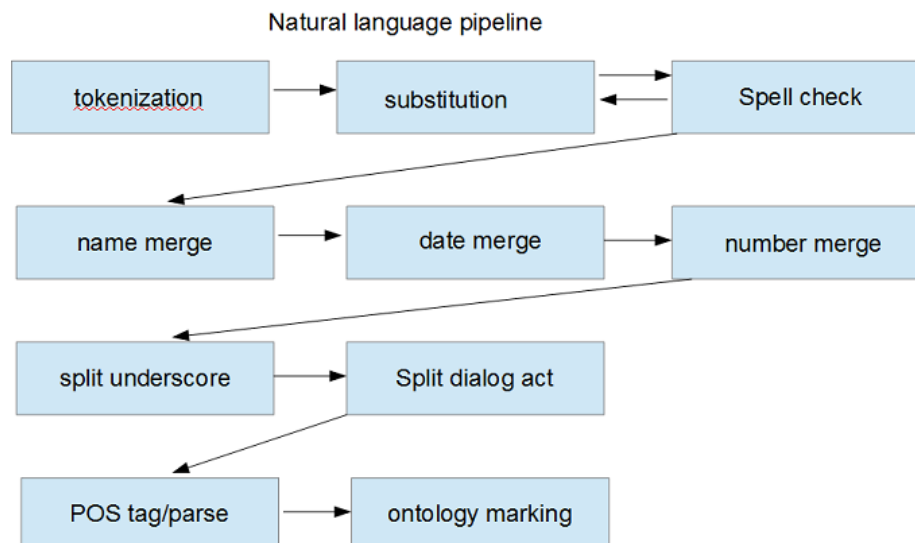 Natural language pipeline
tokenization
substitution
Spell check
name merge
date merge
number merge
split underscore
Split dialog act
POS tag/parse
ontology marking